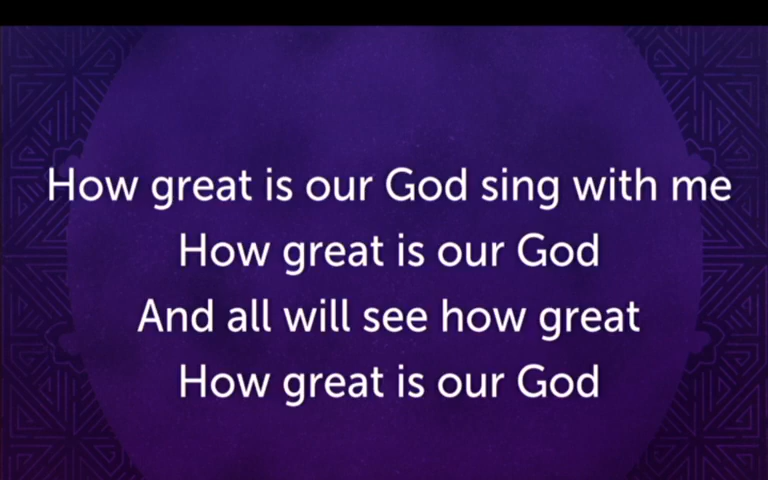 How great is our God sing with me
How great is our God
And all will see how great
How great is our God